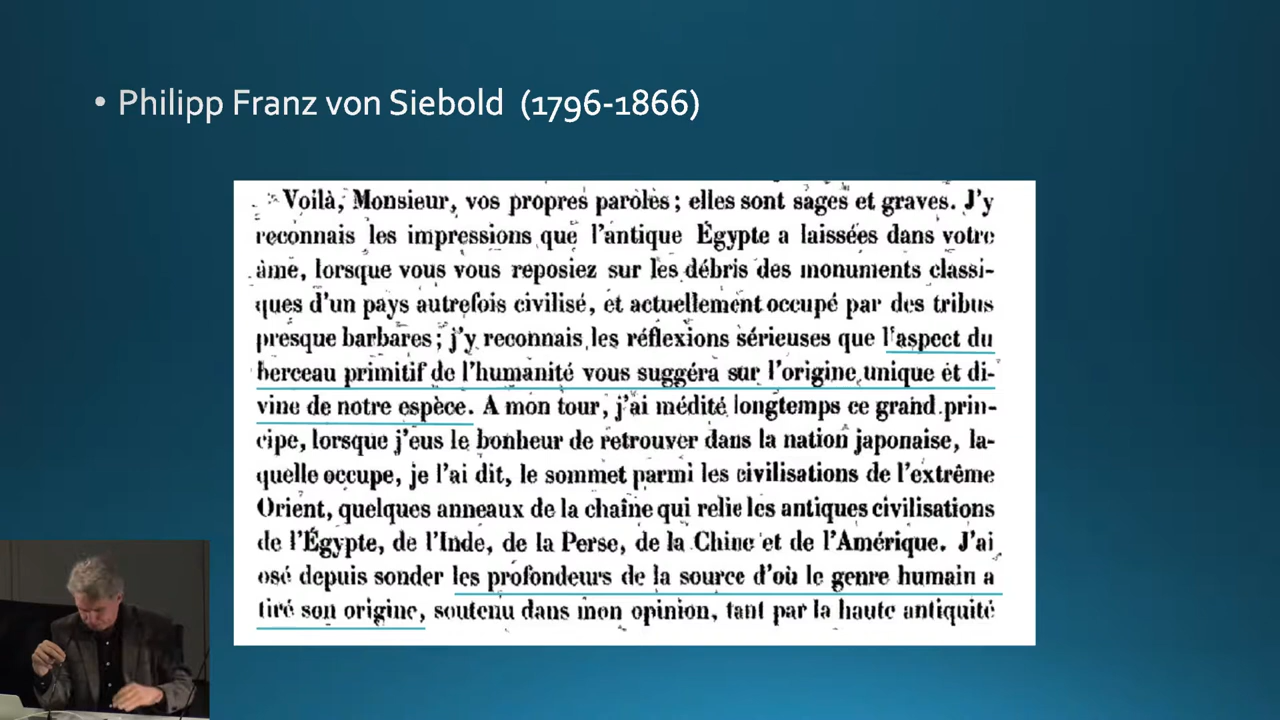 • Philipp Franz von Siebold (1796-1866)
Voilà, Monsieur, vos propres paroles ; elles sont sages et graves. J'y
reconnais les impressions que l'antique Égypte a laissées dans votre
âme, lorsque vous vous reposiez sur les débris des monuments classi-
ques d'un pays autrefois civilisé, et actuellement occupé par des tribus
presque barbares ; j'y reconnais les réflexions sérieuses que l'aspect du
berceau primitif de l'humanité vous suggéra sur l'origine unique et di-
vine de notre espèce. A mon tour, j'ai médité longtemps ce grand prin-
cipe, lorsque j'eus le bonheur de retrouver dans la nation japonaise, la-
quelle occupe, je l'ai dit, le sommet parmi les civilisations de l'extrême
Orient, quelques anneaux de la chaîne qui relie les antiques civilisations
de l'Égypte, de l'Inde, de la Perse, de la Chine et de l'Amérique. J'ai
osé depuis sonder les profondeurs de la source d'où le genre humain a
tiré son origine, soutenu dans mon opinion, tant par la haute antiquité